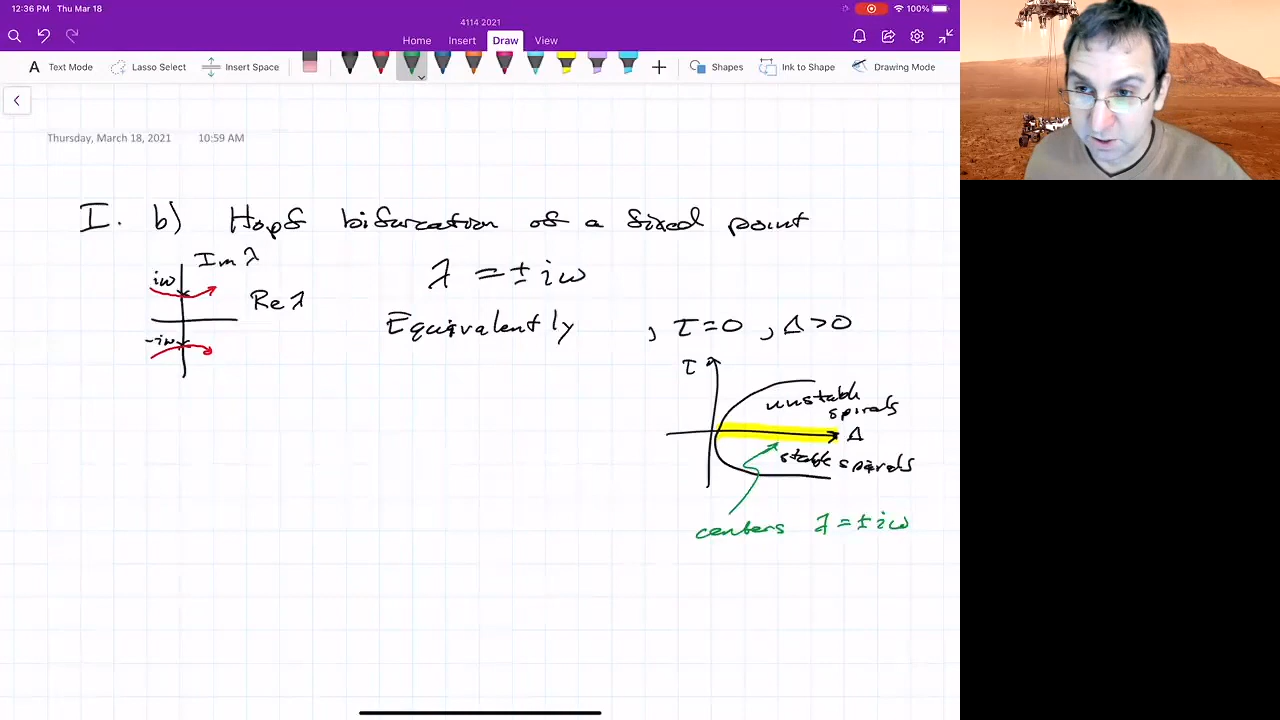 12:36 PM Thu Mar 18
100%
4114 2021
Home Insert Draw View
Text Mode Lasso Select Insert Space Shapes Ink to Shape Drawing Mode
Thursday, March 18, 2021 10:59 AM
I. b) Hopf bifurcation of a fixed point
Im λ
iω
Re λ
-iω
λ = ± iω
Equivalently , τ=0 , Δ>0
τ
unstable
spirals
Δ
stable spirals
centers λ = ± iω